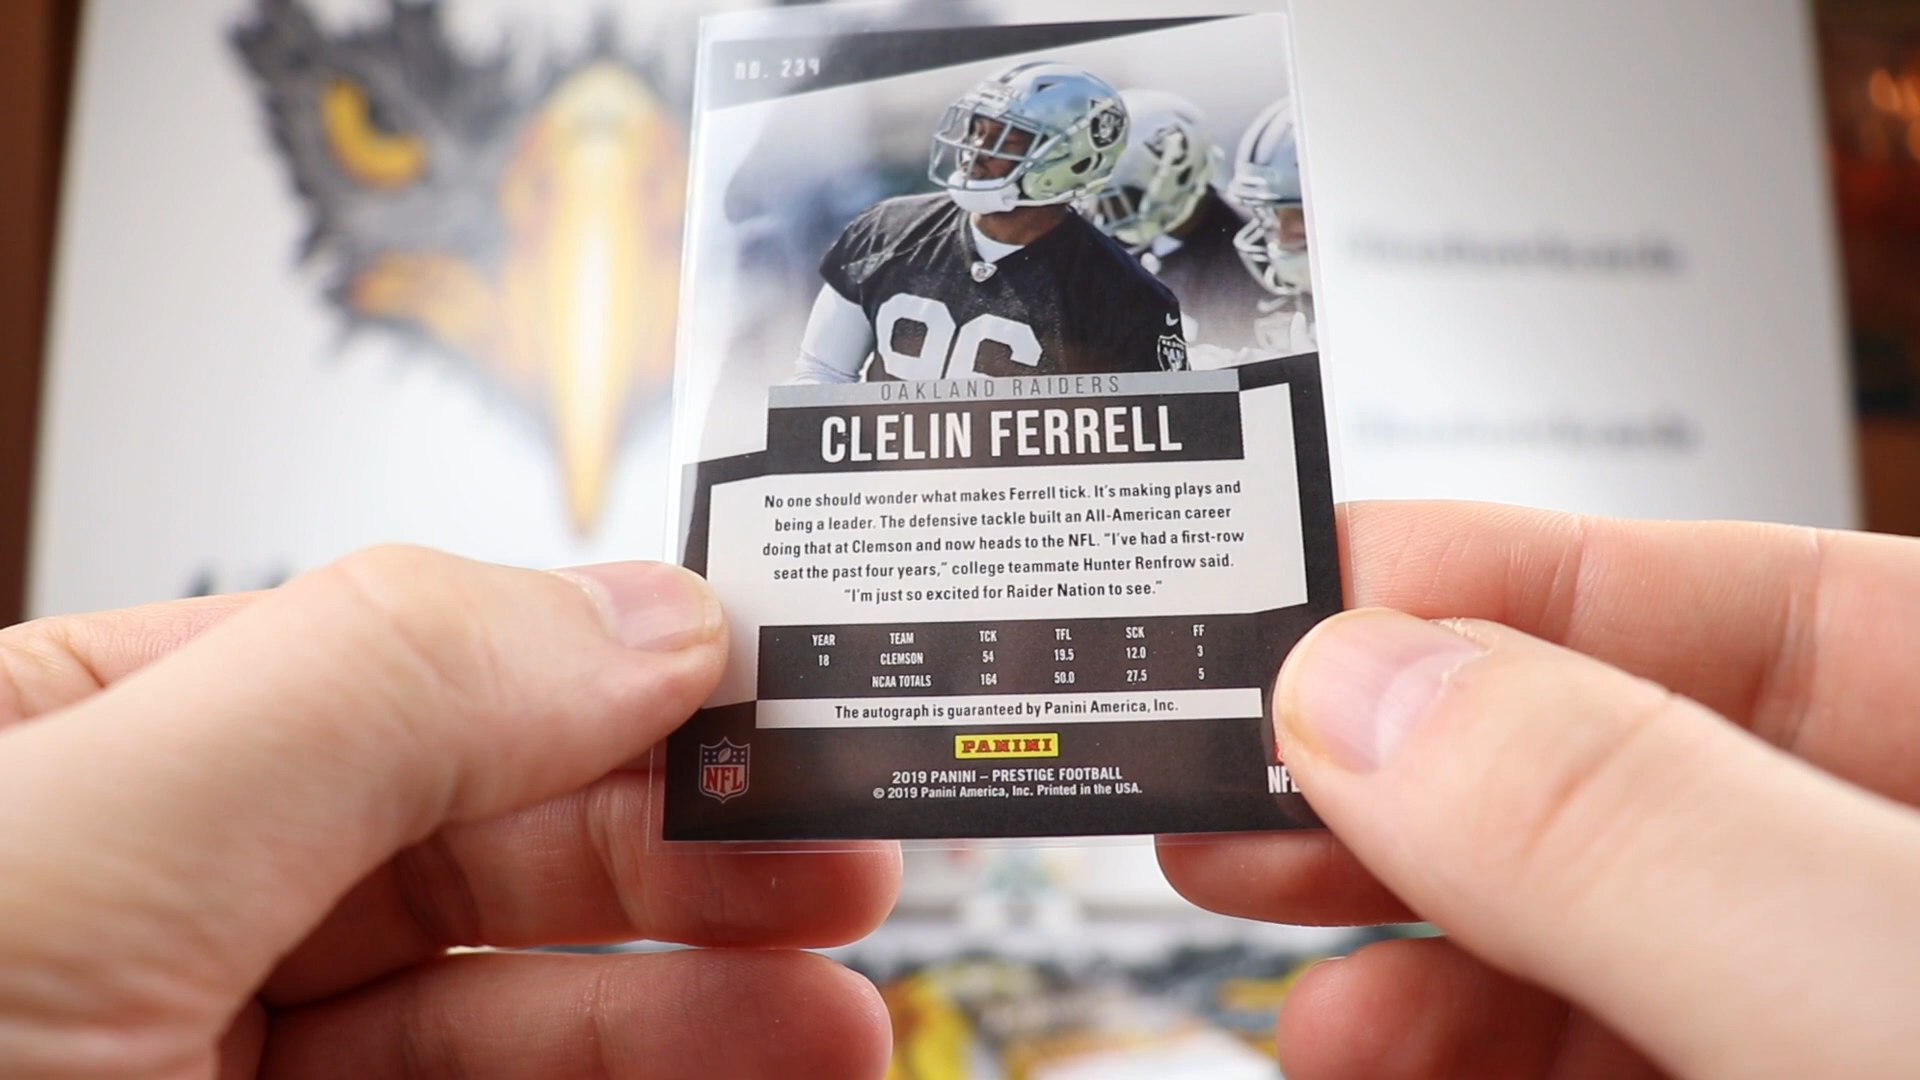 NO. 234
96
RAIDERS
OAKLAND RAIDERS
CLELIN FERRELL
No one should wonder what makes Ferrell tick. It's making plays and
being a leader. The defensive tackle built an All-American career
doing that at Clemson and now heads to the NFL. "I've had a first-row
seat the past four years," college teammate Hunter Renfrow said.
"I'm just so excited for Raider Nation to see."
YEAR TEAM TCK TFL SCK FF
18 CLEMSON 54 19.5 12.0 3
NCAA TOTALS 164 50.0 27.5 5
The autograph is guaranteed by Panini America, Inc.
PANINI
NFL
2019 PANINI – PRESTIGE FOOTBALL
© 2019 Panini America, Inc. Printed in the USA.